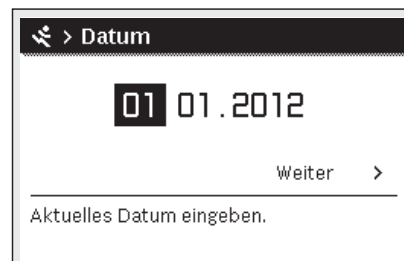 > Datum
01 01.2012
Weiter >
Aktuelles Datum eingeben.